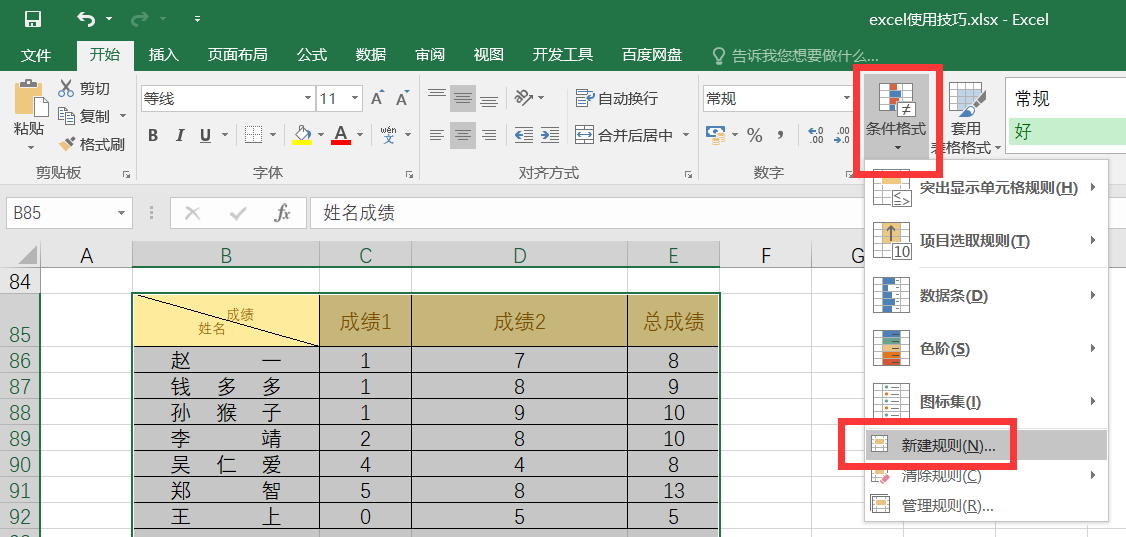 excel使用技巧.xlsx - Excel
文件 开始 插入 页面布局 公式 数据 审阅 视图 开发工具 百度网盘 告诉我您想要做什么...
粘贴 剪切 复制 格式刷
剪贴板
等线 11
B I U 字体
自动换行
合并后居中
对齐方式
常规
数字
条件格式
套用
表格格式
常规
好
B85 姓名成绩
A B C D E F G
84
85 成绩 姓名 成绩1 成绩2 总成绩
86 赵 一 1 7 8
87 钱 多 多 1 8 9
88 孙 猴 子 1 9 10
89 李 靖 2 8 10
90 吴 仁 爱 4 4 8
91 郑 智 5 8 13
92 王 上 0 5 5
突出显示单元格规则(H)
项目选取规则(T)
数据条(D)
色阶(S)
图标集(I)
新建规则(N)...
清除规则(C)
管理规则(R)...